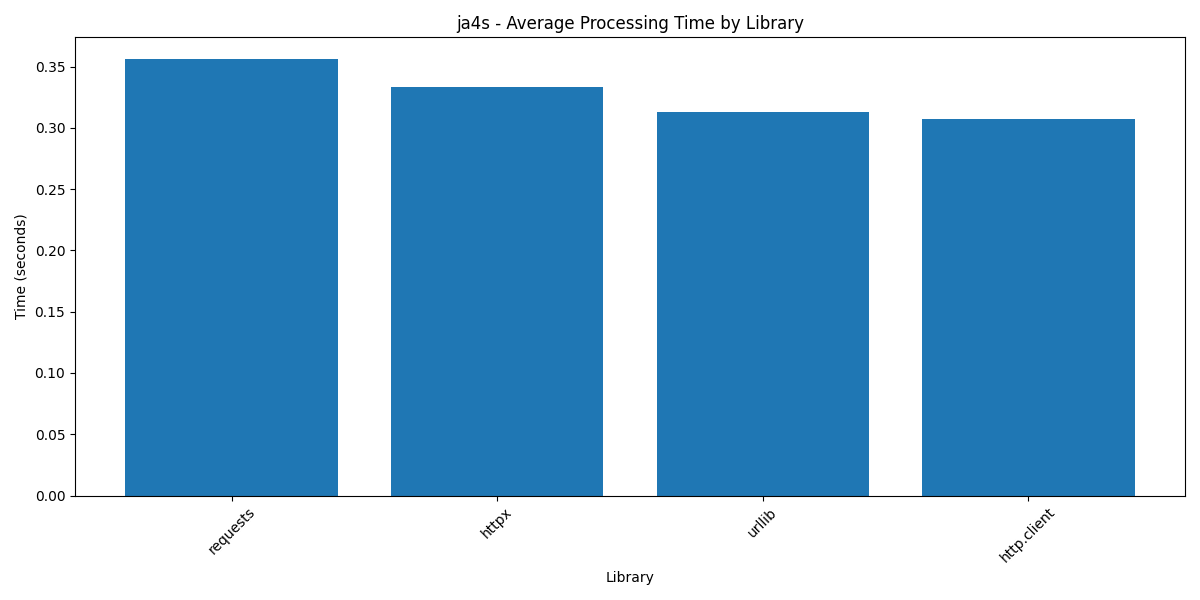 ja4s - Average Processing Time by Library
Time (seconds)
0.35
0.30
0.25
0.20
0.15
0.10
0.05
0.00
requests
httpx
urllib
http.client
Library